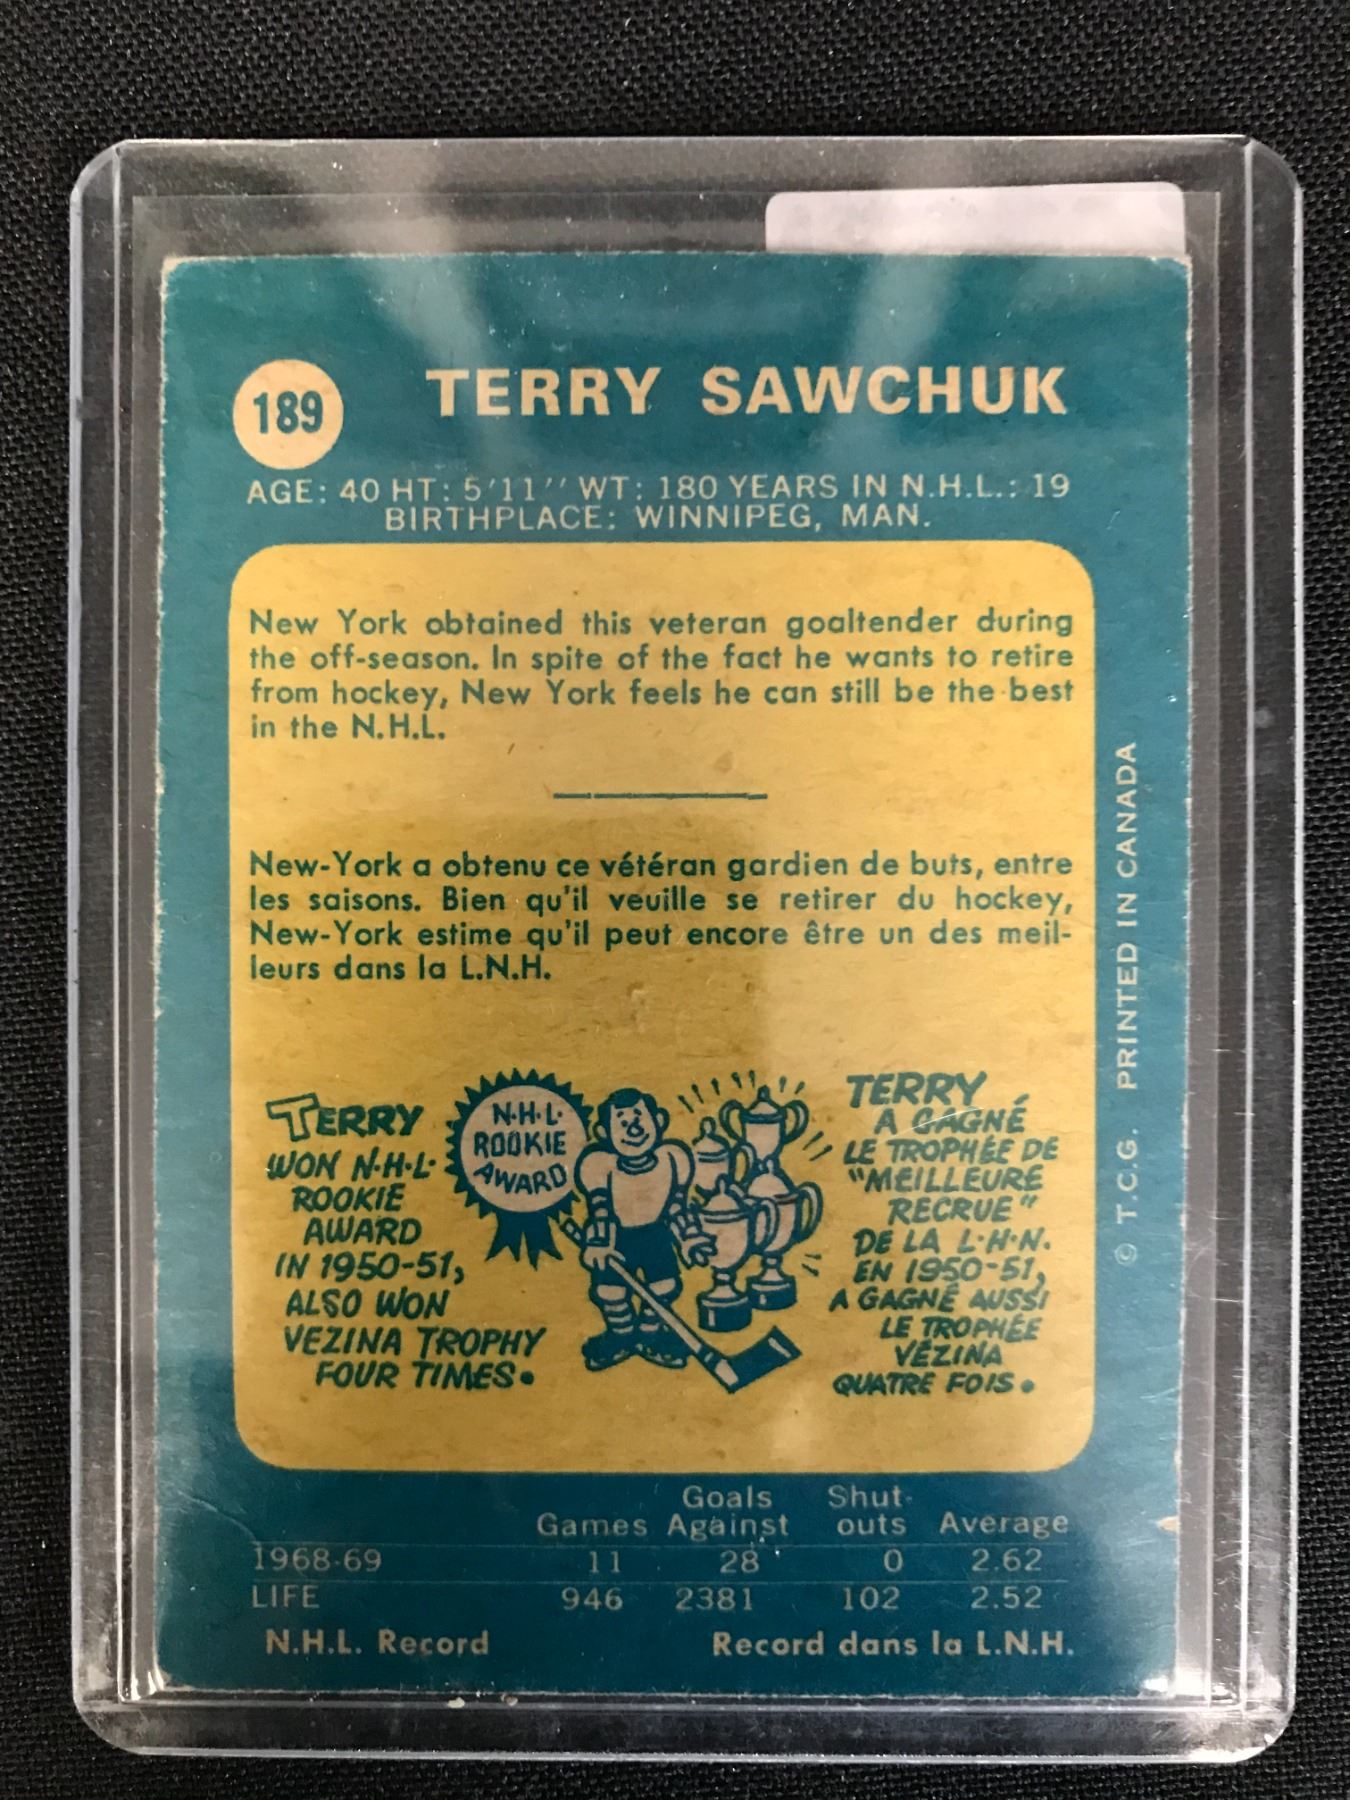 189
TERRY SAWCHUK
AGE: 40 HT: 5'11'' WT: 180 YEARS IN N.H.L.: 19
BIRTHPLACE: WINNIPEG, MAN.
New York obtained this veteran goaltender during
the off-season. In spite of the fact he wants to retire
from hockey, New York feels he can still be the best
in the N.H.L.
New-York a obtenu ce vétéran gardien de buts, entre
les saisons. Bien qu'il veuille se retirer du hockey,
New-York estime qu'il peut encore être un des meil-
leurs dans la L.N.H.
TERRY
WON N·H·L·
ROOKIE
AWARD
IN 1950-51,
ALSO WON
VEZINA TROPHY
FOUR TIMES.
N·H·L·
ROOKIE
AWARD
TERRY
A GAGNÉ
LE TROPHÉE DE
"MEILLEURE
RECRUE"
DE LA L·H·N.
EN 1950-51,
A GAGNÉ AUSSI
LE TROPHÉE
VÉZINA
QUATRE FOIS.
© T.C.G. PRINTED IN CANADA
Goals Shut-
Games Against outs Average
1968-69 11 28 0 2.62
LIFE 946 2381 102 2.52
N.H.L. Record Record dans la L.N.H.